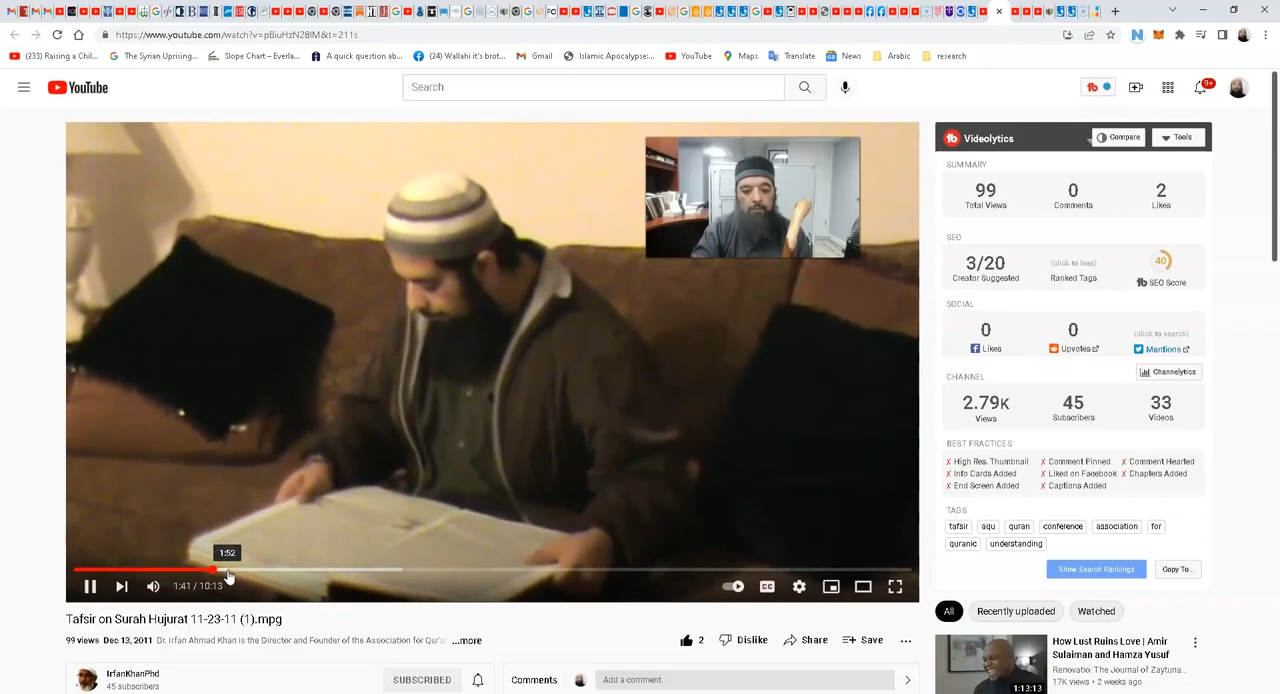 https://www.youtube.com/watch?v=pBiuHzN28IM&t=211s
(233) Raising a Chil...
The Syrian Uprising...
Slope Chart – Everla...
A quick question ab...
(24) Wallahi it's brot...
Gmail
Islamic Apocalypse:...
YouTube
Maps
Translate
News
Arabic
research
YouTube
Search
9+
1:52
1:41 / 10:13
Tafsir on Surah Hujurat 11-23-11 (1).mpg
99 views Dec 13, 2011 Dr. Irfan Ahmad Khan is the Director and Founder of the Association for Qur'a ...more
2
Dislike
Share
Save
IrfanKhanPhd
45 subscribers
SUBSCRIBED
Comments
Add a comment...
Videolytics
Compare
Tools
SUMMARY
99 0 2
Total Views Comments Likes
SEO
3/20 (click to load) 40
Creator Suggested Ranked Tags SEO Score
SOCIAL
0 0 (click to search)
Likes Upvotes Mentions
CHANNEL
Channelytics
2.79K 45 33
Views Subscribers Videos
BEST PRACTICES
✗ High Res. Thumbnail ✗ Comment Pinned ✗ Comment Hearted
✗ Info Cards Added ✗ Liked on Facebook ✗ Chapters Added
✗ End Screen Added ✗ Captions Added
TAGS
tafsir aqu quran conference association for
quranic understanding
Show Search Rankings
Copy To...
All
Recently uploaded
Watched
How Lust Ruins Love | Amir
Sulaiman and Hamza Yusuf
Renovatio: The Journal of Zaytuna...
17K views • 2 weeks ago
1:13:13